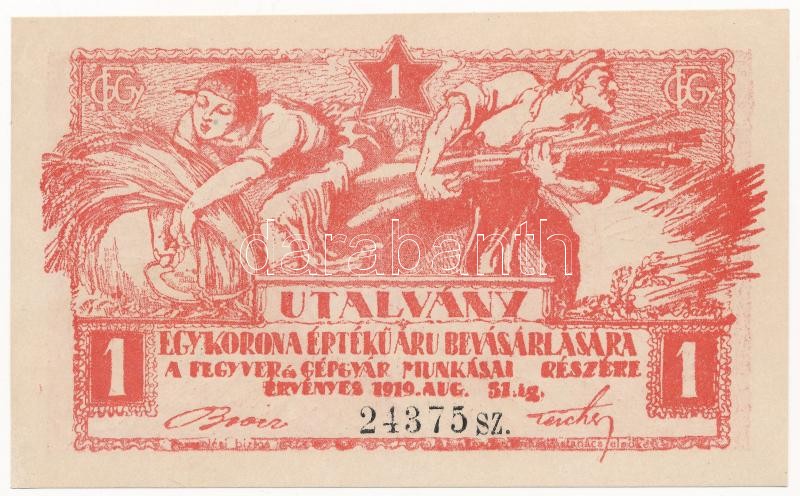 FGGy
1
FGGy
darabanth
UTALVÁNY
1 EGY KORONA ÉRTÉKŰ ÁRU BEVÁSÁRLÁSÁRA 1
A FEGYVER és GÉPGYÁR MUNKÁSAI RÉSZÉRE
ÉRVÉNYES 1919. AUG. 31.ig.
24375 SZ.